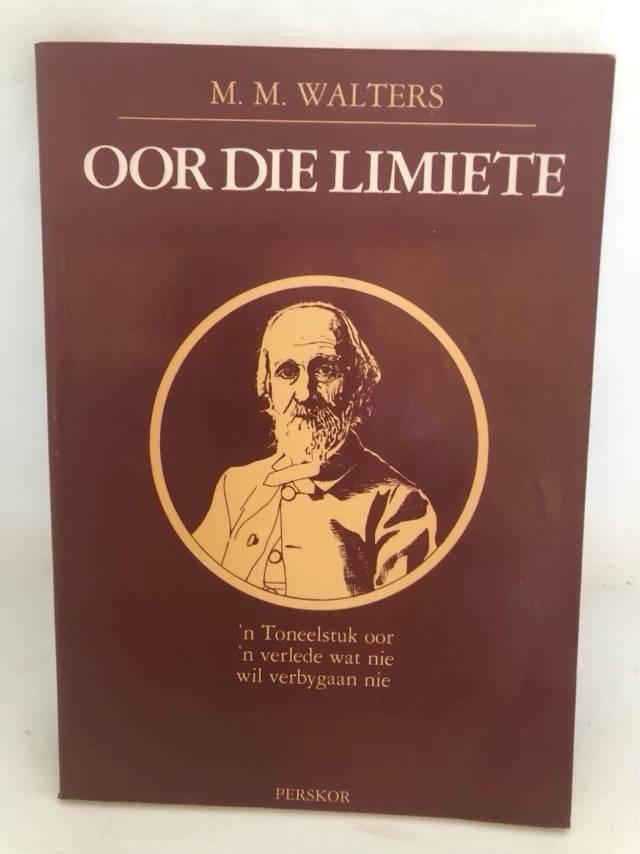 M. M. WALTERS
OOR DIE LIMIETE
'n Toneelstuk oor
'n verlede wat nie
wil verbygaan nie
PERSKOR